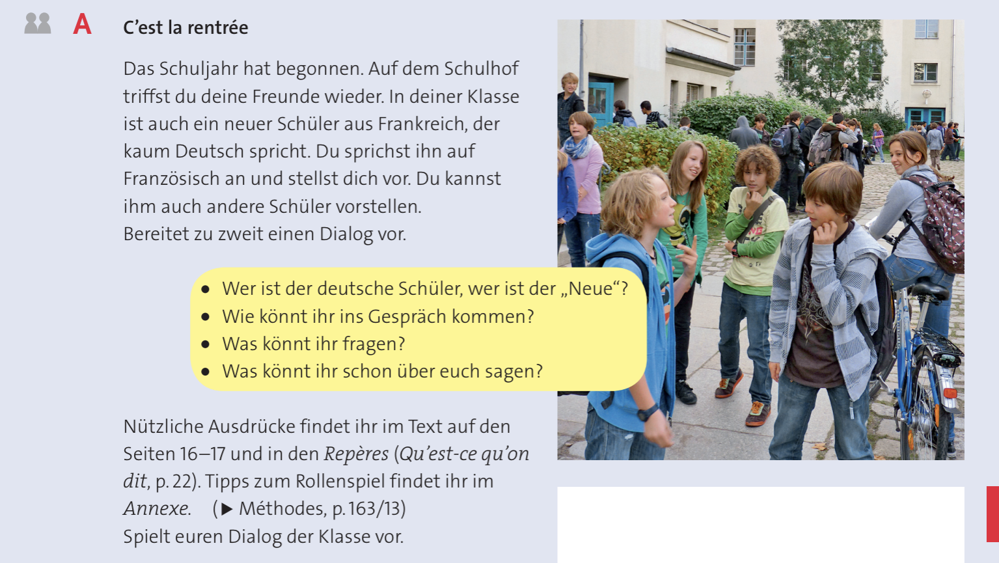 A C’est la rentrée
Das Schuljahr hat begonnen. Auf dem Schulhof
triffst du deine Freunde wieder. In deiner Klasse
ist auch ein neuer Schüler aus Frankreich, der
kaum Deutsch spricht. Du sprichst ihn auf
Französisch an und stellst dich vor. Du kannst
ihm auch andere Schüler vorstellen.
Bereitet zu zweit einen Dialog vor.
• Wer ist der deutsche Schüler, wer ist der „Neue“?
• Wie könnt ihr ins Gespräch kommen?
• Was könnt ihr fragen?
• Was könnt ihr schon über euch sagen?
Nützliche Ausdrücke findet ihr im Text auf den
Seiten 16–17 und in den Repères (Qu’est-ce qu’on
dit, p. 22). Tipps zum Rollenspiel findet ihr im
Annexe. (▶ Méthodes, p. 163/13)
Spielt euren Dialog der Klasse vor.